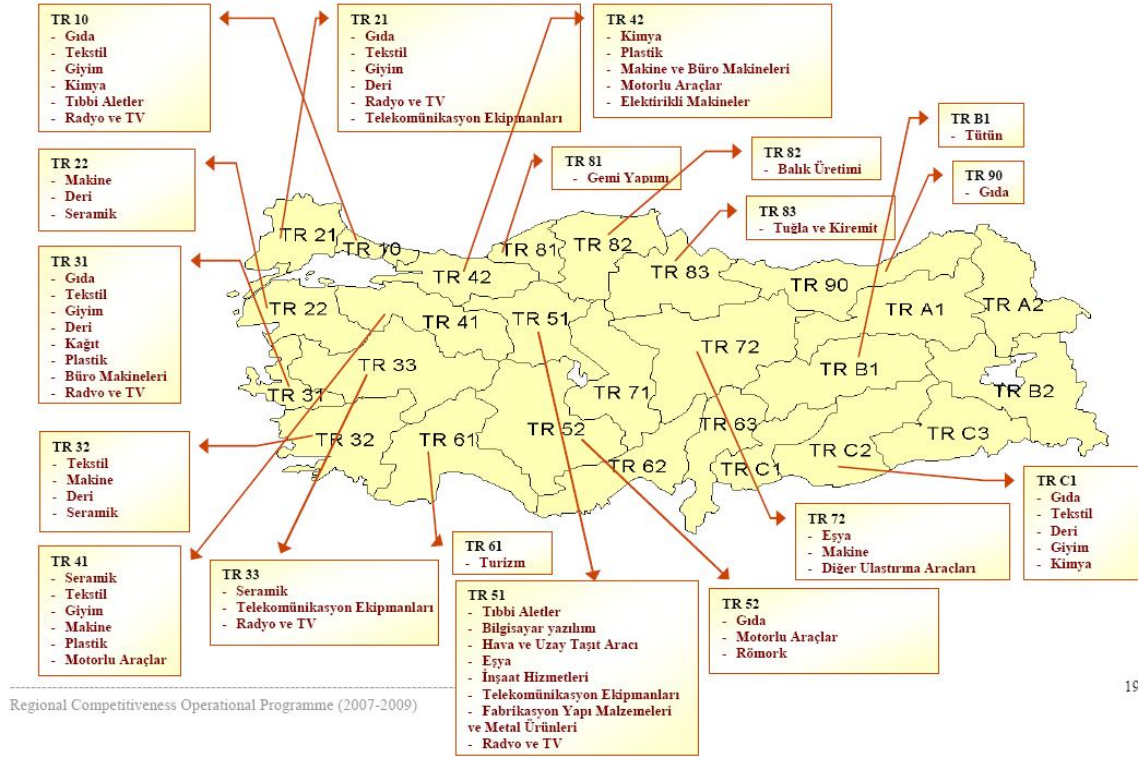 TR 10
- Gıda
- Tekstil
- Giyim
- Kimya
- Tıbbi Aletler
- Radyo ve TV
TR 21
- Gıda
- Tekstil
- Giyim
- Deri
- Radyo ve TV
- Telekomünikasyon Ekipmanları
TR 42
- Kimya
- Plastik
- Makine ve Büro Makineleri
- Motorlu Araçlar
- Elektirikli Makineler
TR B1
- Tütün
TR 22
- Makine
- Deri
- Seramik
TR 81
- Gemi Yapımı
TR 82
- Balık Üretimi
TR 90
- Gıda
TR 83
- Tuğla ve Kiremit
TR 31
- Gıda
- Tekstil
- Giyim
- Deri
- Kağıt
- Plastik
- Büro Makineleri
- Radyo ve TV
TR 21
TR 10
TR 81
TR 82
TR 42
TR 83
TR 90
TR A1
TR A2
TR 22
TR 41
TR 51
TR 72
TR 33
TR B1
TR B2
TR 31
TR 71
TR 32
TR 61
TR 52
TR 63
TR 62
TR C1
TR C2
TR C3
TR 32
- Tekstil
- Makine
- Deri
- Seramik
TR C1
- Gıda
- Tekstil
- Deri
- Giyim
- Kimya
TR 72
- Eşya
- Makine
- Diğer Ulastırma Araçları
TR 41
- Seramik
- Tekstil
- Giyim
- Makine
- Plastik
- Motorlu Araçlar
TR 33
- Seramik
- Telekomünikasyon Ekipmanları
- Radyo ve TV
TR 61
- Turizm
TR 51
- Tıbbi Aletler
- Bilgisayar yazılımı
- Hava ve Uzay Taşıt Aracı
- Eşya
- İnşaat Hizmetleri
- Telekomünikasyon Ekipmanları
- Fabrikasyon Yapı Malzemeleri
ve Metal Ürünleri
- Radyo ve TV
TR 52
- Gıda
- Motorlu Araçlar
- Römork
Regional Competitiveness Operational Programme (2007-2009)
19